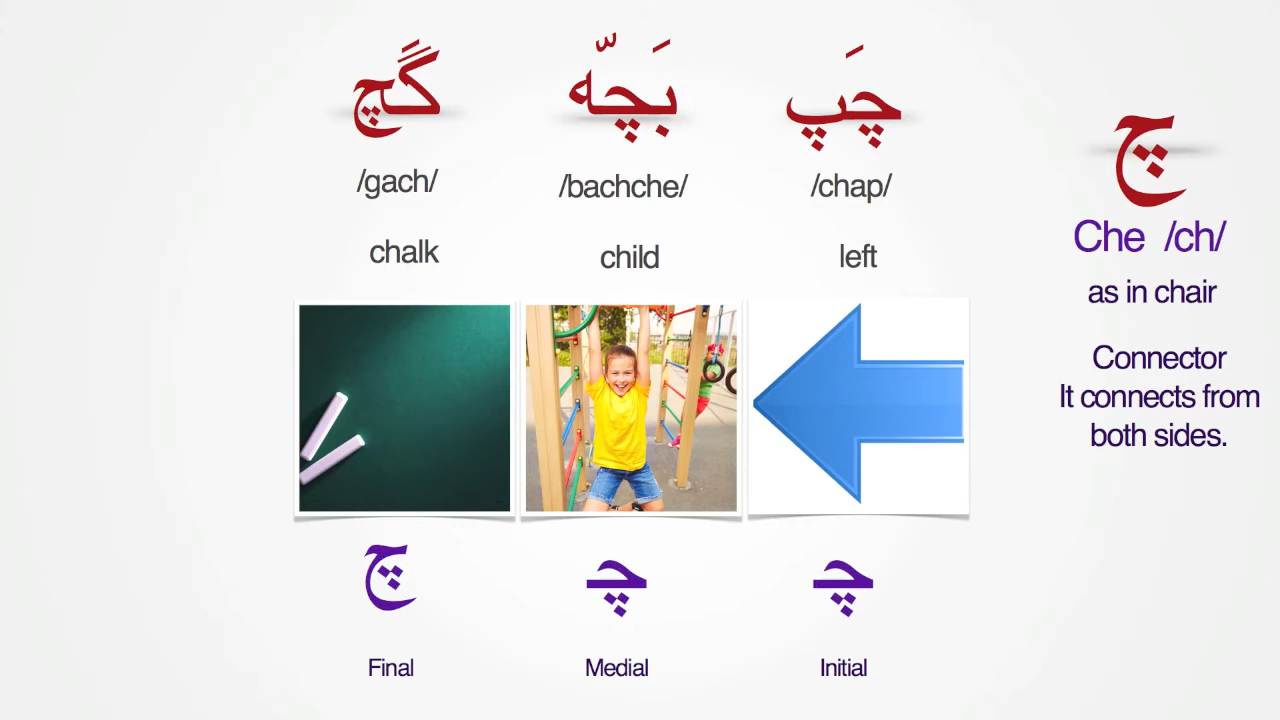 چ
Che /ch/
as in chair
Connector
It connects from
both sides.
چَپ
/chap/
left
چـ
Initial
بَچّه
/bachche/
child
چـ
Medial
گَچ
/gach/
chalk
چ
Final